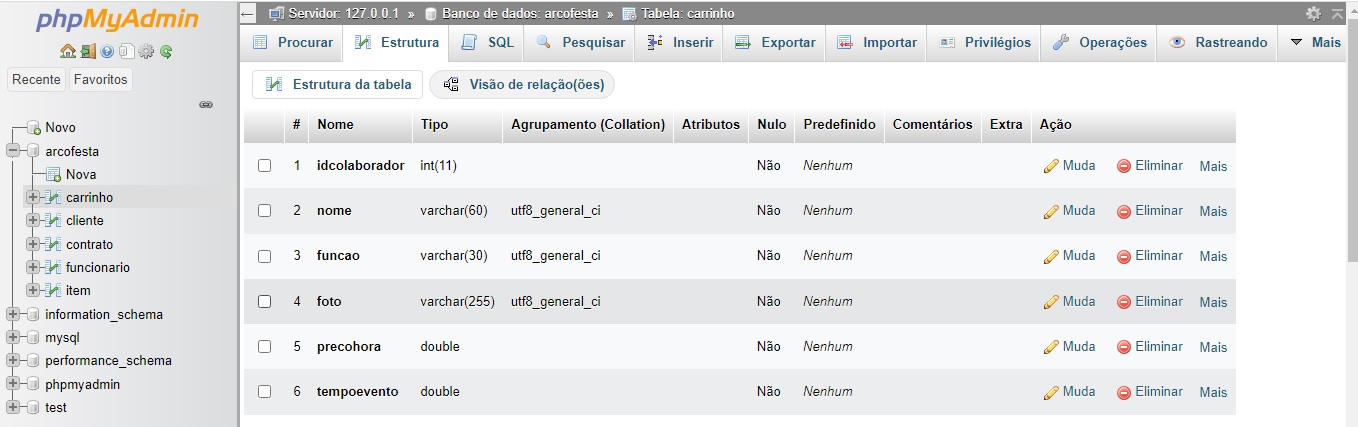 phpMyAdmin
Recente Favoritos
Novo
arcofesta
Nova
carrinho
cliente
contrato
funcionario
item
information_schema
mysql
performance_schema
phpmyadmin
test
Servidor: 127.0.0.1 » Banco de dados: arcofesta » Tabela: carrinho
Procurar Estrutura SQL Pesquisar Inserir Exportar Importar Privilégios Operações Rastreando Mais
Estrutura da tabela Visão de relação(ões)
# Nome Tipo Agrupamento (Collation) Atributos Nulo Predefinido Comentários Extra Ação
1 idcolaborador int(11) Não Nenhum Muda Eliminar Mais
2 nome varchar(60) utf8_general_ci Não Nenhum Muda Eliminar Mais
3 funcao varchar(30) utf8_general_ci Não Nenhum Muda Eliminar Mais
4 foto varchar(255) utf8_general_ci Não Nenhum Muda Eliminar Mais
5 precohora double Não Nenhum Muda Eliminar Mais
6 tempoevento double Não Nenhum Muda Eliminar Mais